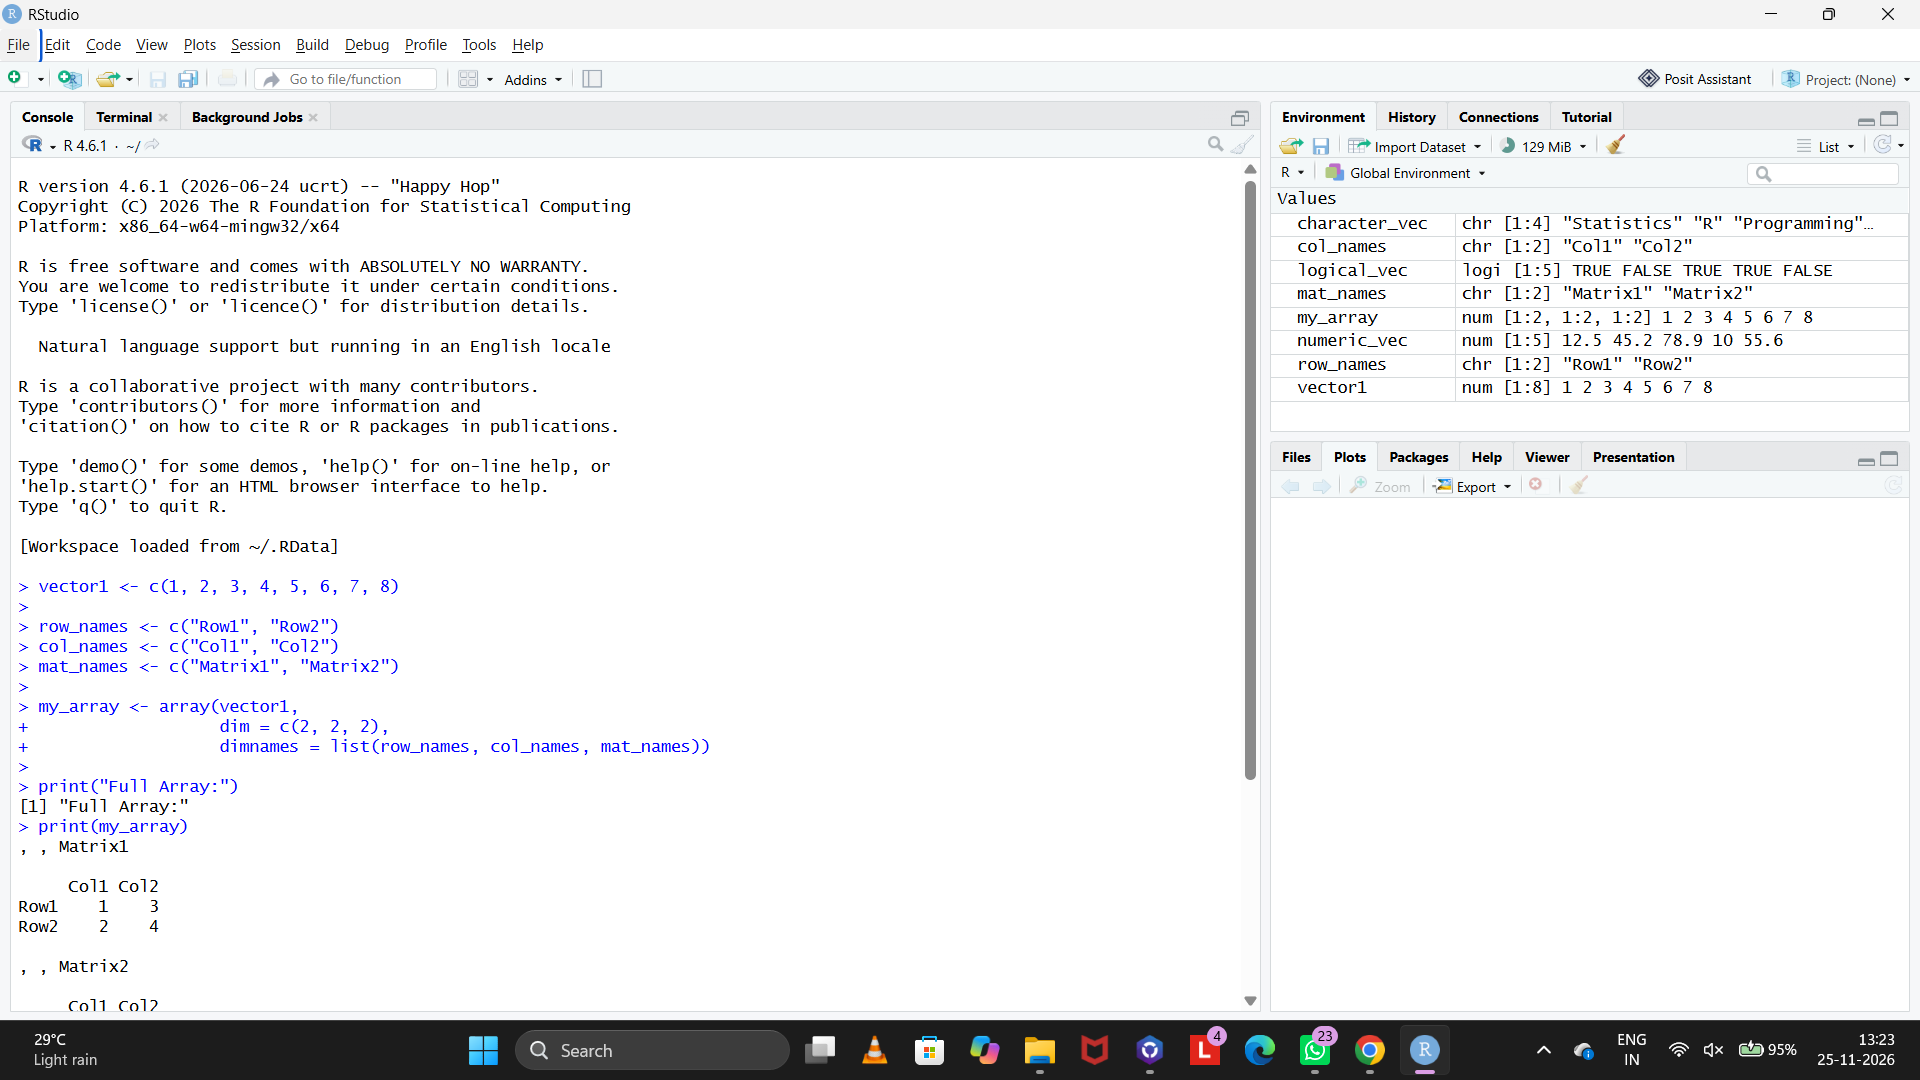 RStudio
File Edit Code View Plots Session Build Debug Profile Tools Help
Go to file/function Addins Posit Assistant Project: (None)
Console Terminal Background Jobs
R 4.6.1 · ~/
R version 4.6.1 (2026-06-24 ucrt) -- "Happy Hop"
Copyright (C) 2026 The R Foundation for Statistical Computing
Platform: x86_64-w64-mingw32/x64
R is free software and comes with ABSOLUTELY NO WARRANTY.
You are welcome to redistribute it under certain conditions.
Type 'license()' or 'licence()' for distribution details.
Natural language support but running in an English locale
R is a collaborative project with many contributors.
Type 'contributors()' for more information and
'citation()' on how to cite R or R packages in publications.
Type 'demo()' for some demos, 'help()' for on-line help, or
'help.start()' for an HTML browser interface to help.
Type 'q()' to quit R.
[Workspace loaded from ~/.RData]
> vector1 <- c(1, 2, 3, 4, 5, 6, 7, 8)
>
> row_names <- c("Row1", "Row2")
> col_names <- c("Col1", "Col2")
> mat_names <- c("Matrix1", "Matrix2")
>
> my_array <- array(vector1,
+ dim = c(2, 2, 2),
+ dimnames = list(row_names, col_names, mat_names))
>
> print("Full Array:")
[1] "Full Array:"
> print(my_array)
, , Matrix1
Col1 Col2
Row1 1 3
Row2 2 4
, , Matrix2
Col1 Col2
Environment History Connections Tutorial
Import Dataset 129 MiB List
R Global Environment
Values
character_vec chr [1:4] "Statistics" "R" "Programming"…
col_names chr [1:2] "Col1" "Col2"
logical_vec logi [1:5] TRUE FALSE TRUE TRUE FALSE
mat_names chr [1:2] "Matrix1" "Matrix2"
my_array num [1:2, 1:2, 1:2] 1 2 3 4 5 6 7 8
numeric_vec num [1:5] 12.5 45.2 78.9 10 55.6
row_names chr [1:2] "Row1" "Row2"
vector1 num [1:8] 1 2 3 4 5 6 7 8
Files Plots Packages Help Viewer Presentation
Zoom Export
29°C
Light rain
Search
4
23
R
ENG
IN
95%
13:23
25-11-2026